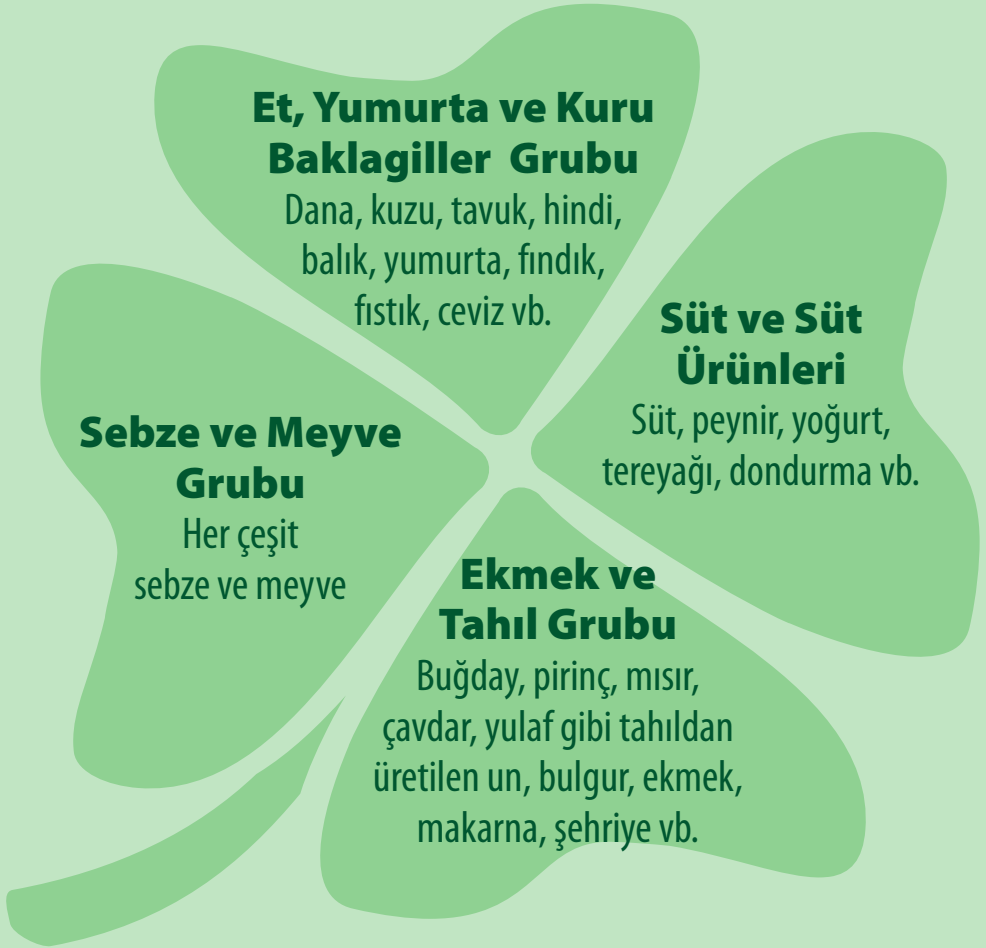 Et, Yumurta ve Kuru
Baklagiller Grubu
Dana, kuzu, tavuk, hindi,
balık, yumurta, fındık,
fıstık, ceviz vb.
Süt ve Süt
Ürünleri
Süt, peynir, yoğurt,
tereyağı, dondurma vb.
Sebze ve Meyve
Grubu
Her çeşit
sebze ve meyve
Ekmek ve
Tahıl Grubu
Buğday, pirinç, mısır,
çavdar, yulaf gibi tahıldan
üretilen un, bulgur, ekmek,
makarna, şehriye vb.